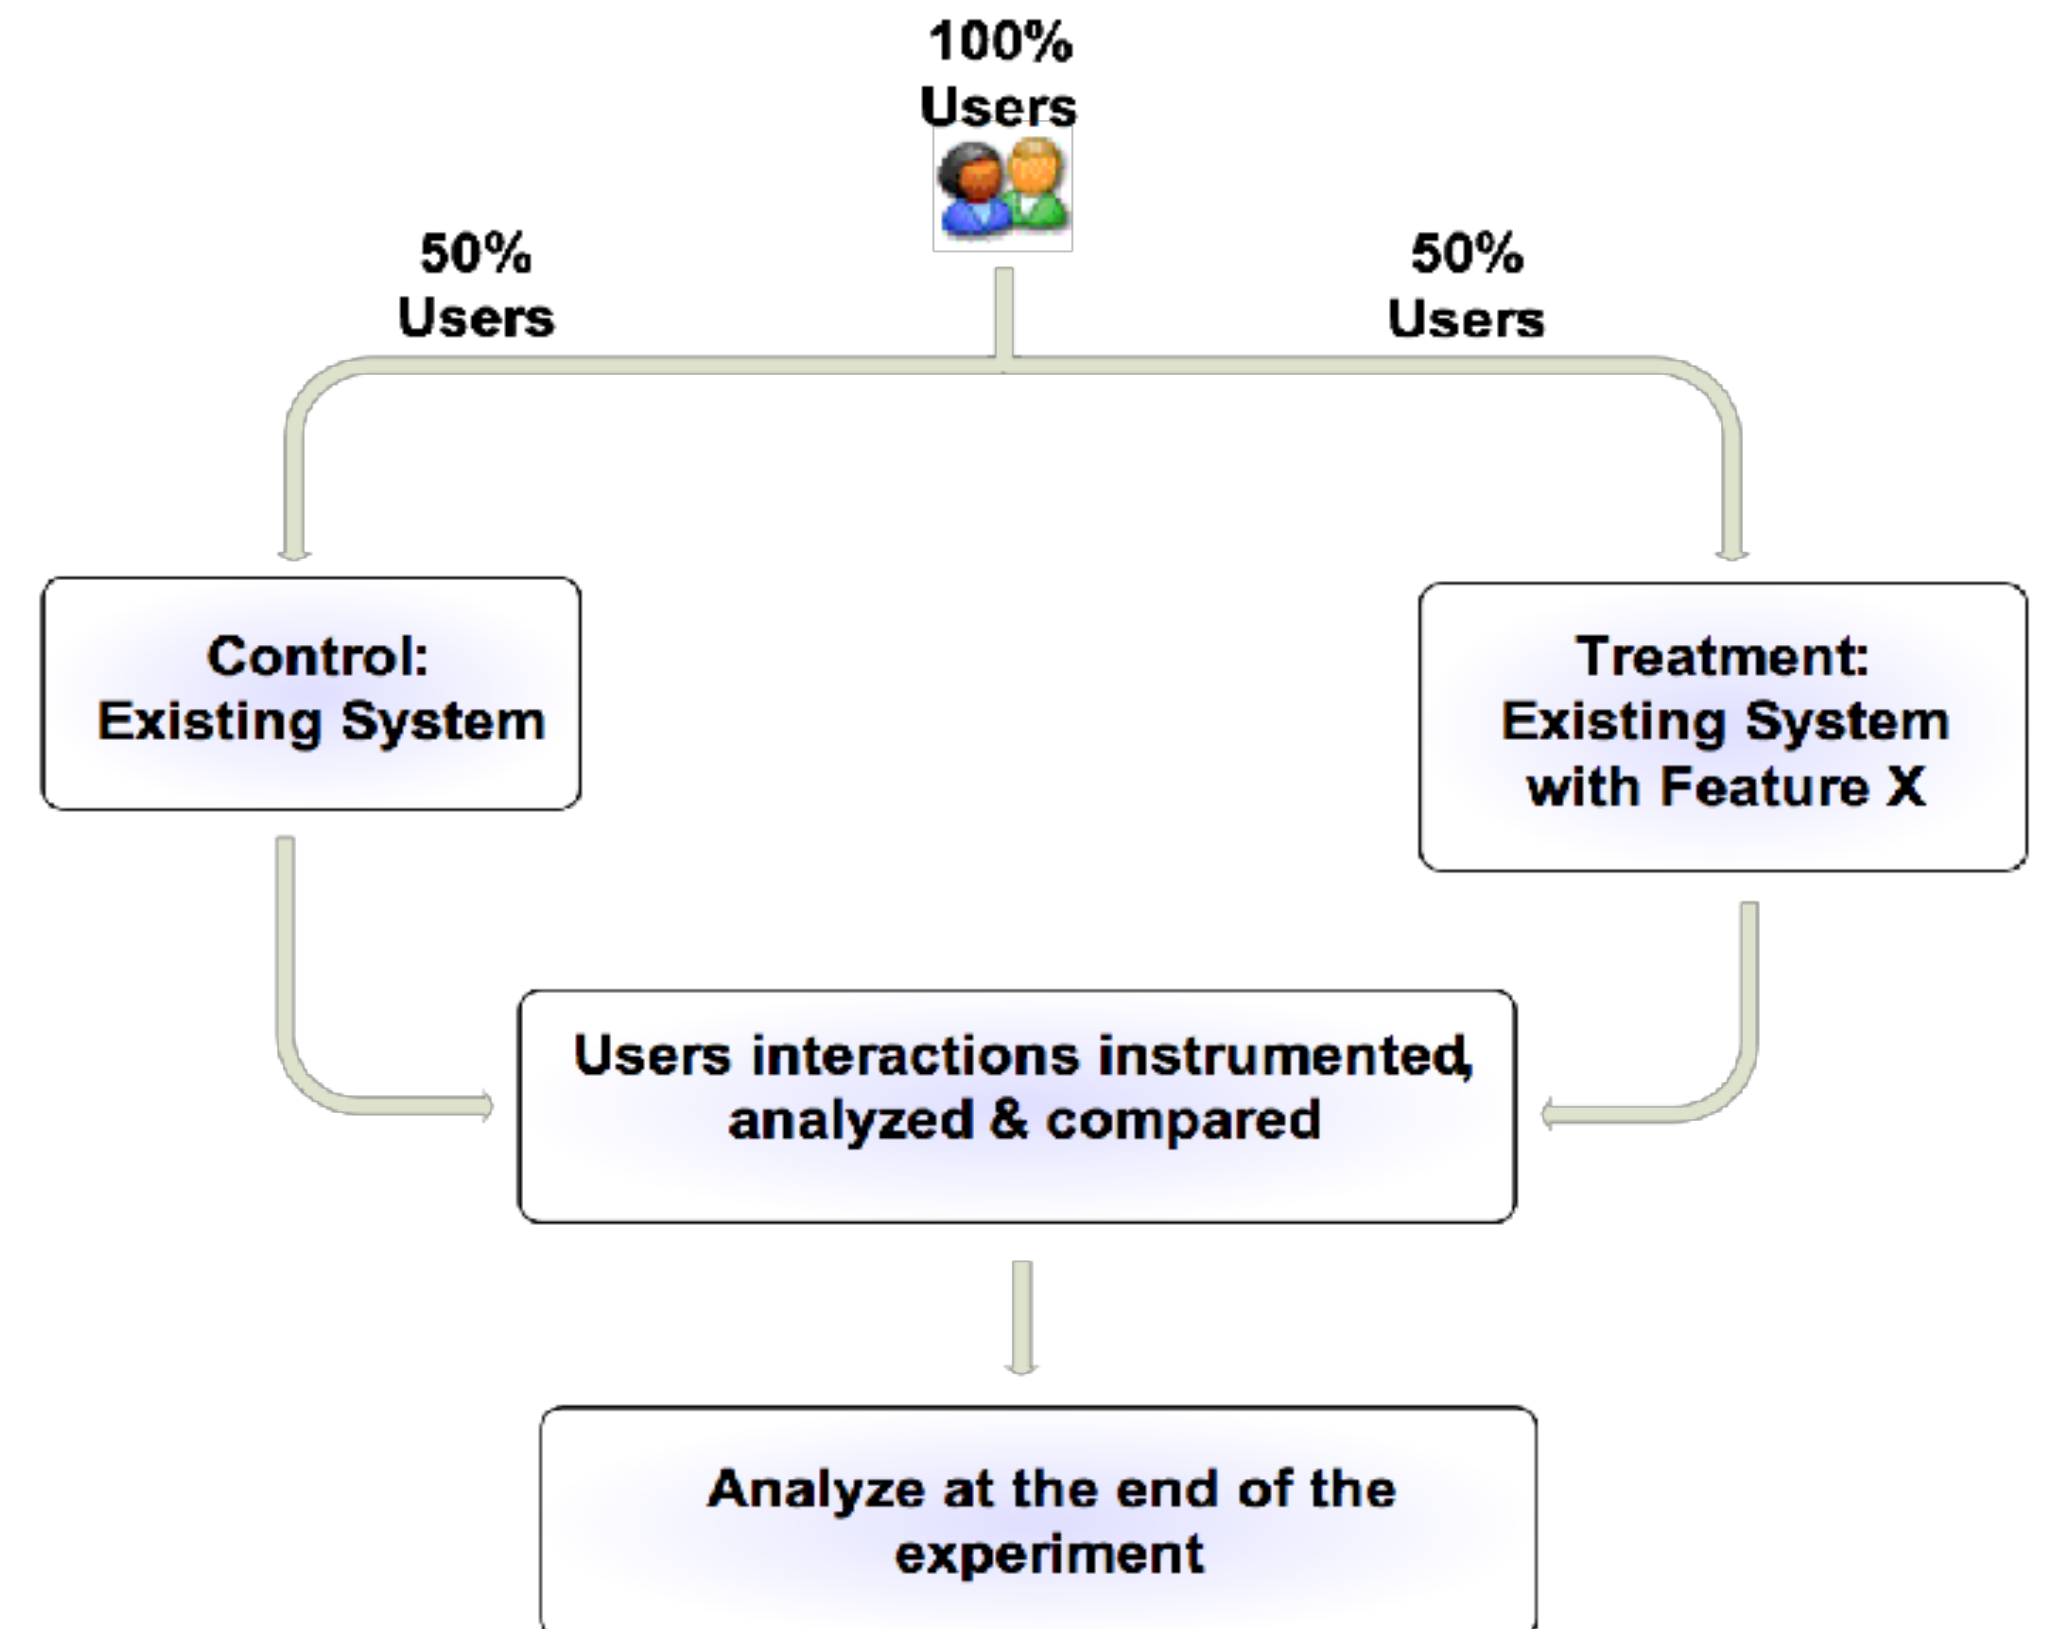 100%
Users
50%
Users
50%
Users
Control:
Existing System
Treatment:
Existing System
with Feature X
Users interactions instrumented,
analyzed & compared
Analyze at the end of the
experiment